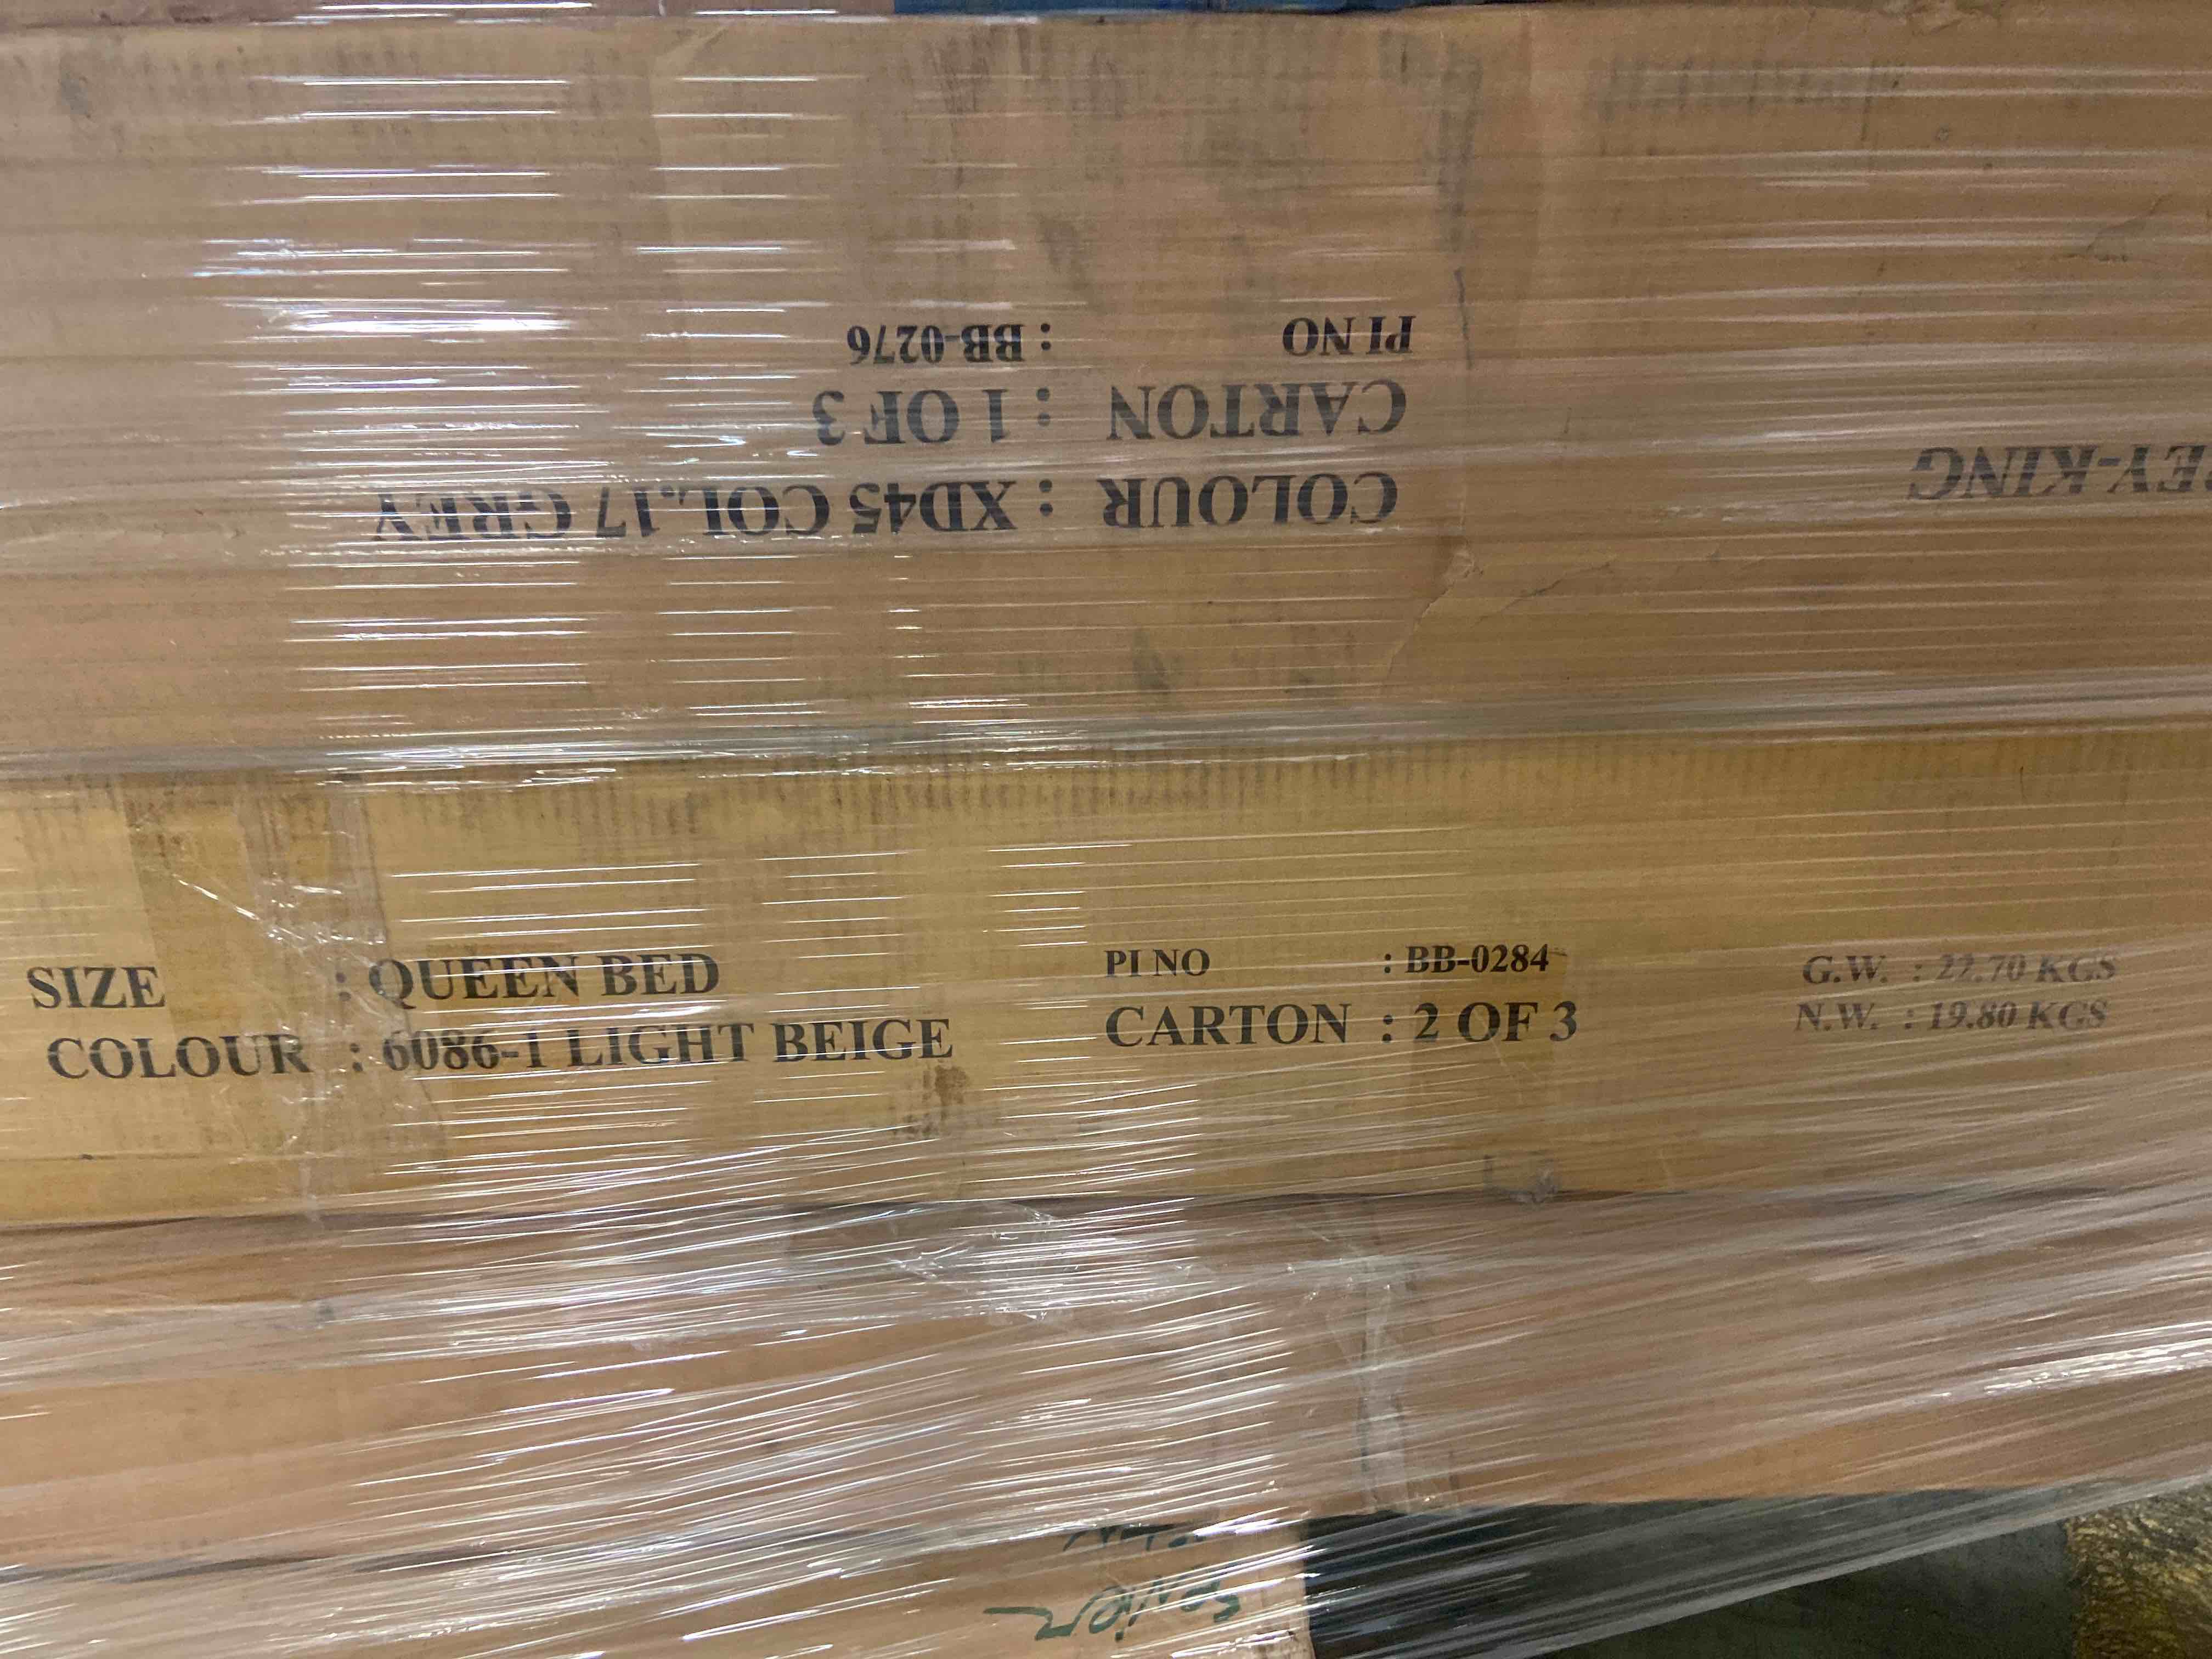 PI NO : BB-0276
CARTON : 1 OF 3
COLOUR : XD45 COL.17 GREY
EY-KING
SIZE : QUEEN BED
COLOUR : 6086-1 LIGHT BEIGE
PI NO : BB-0284
CARTON : 2 OF 3
G.W. : 22.70 KGS
N.W. : 19.80 KGS